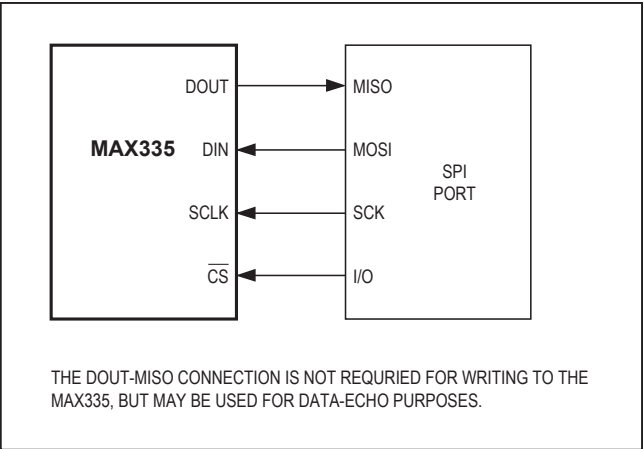 DOUT MISO
MAX335 DIN MOSI
SPI
PORT
SCLK SCK
CS I/O
THE DOUT-MISO CONNECTION IS NOT REQURIED FOR WRITING TO THE
MAX335, BUT MAY BE USED FOR DATA-ECHO PURPOSES.